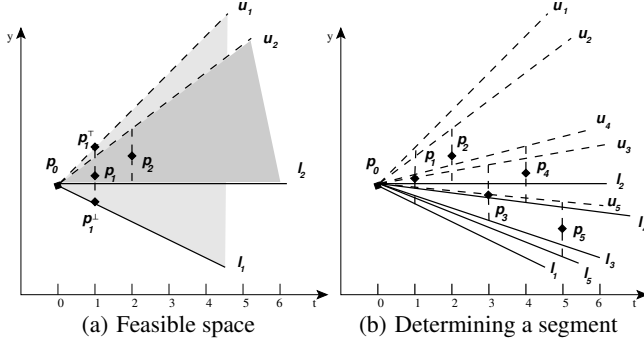 u1
u2
y
p1⊤
p0
p1
p2
l2
p1⊥
l1
0 1 2 3 4 5 6 t
(a) Feasible space
u1
u2
y
u4
p2
u3
p0
p1
p4
l2
u5
p3
l
p5
l3
l5
l1
0 1 2 3 4 5 6 t
(b) Determining a segment